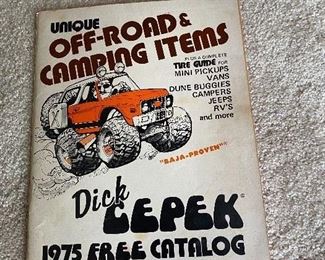 UNIQUE
OFF-ROAD &
CAMPING ITEMS
PLUS A COMPLETE
TIRE GUIDE FOR
MINI PICKUPS
VANS
DUNE BUGGIES
CAMPERS
JEEPS
RV'S
and more
"BAJA-PROVEN"
Dick
CEPEK
1975 FREE CATALOG